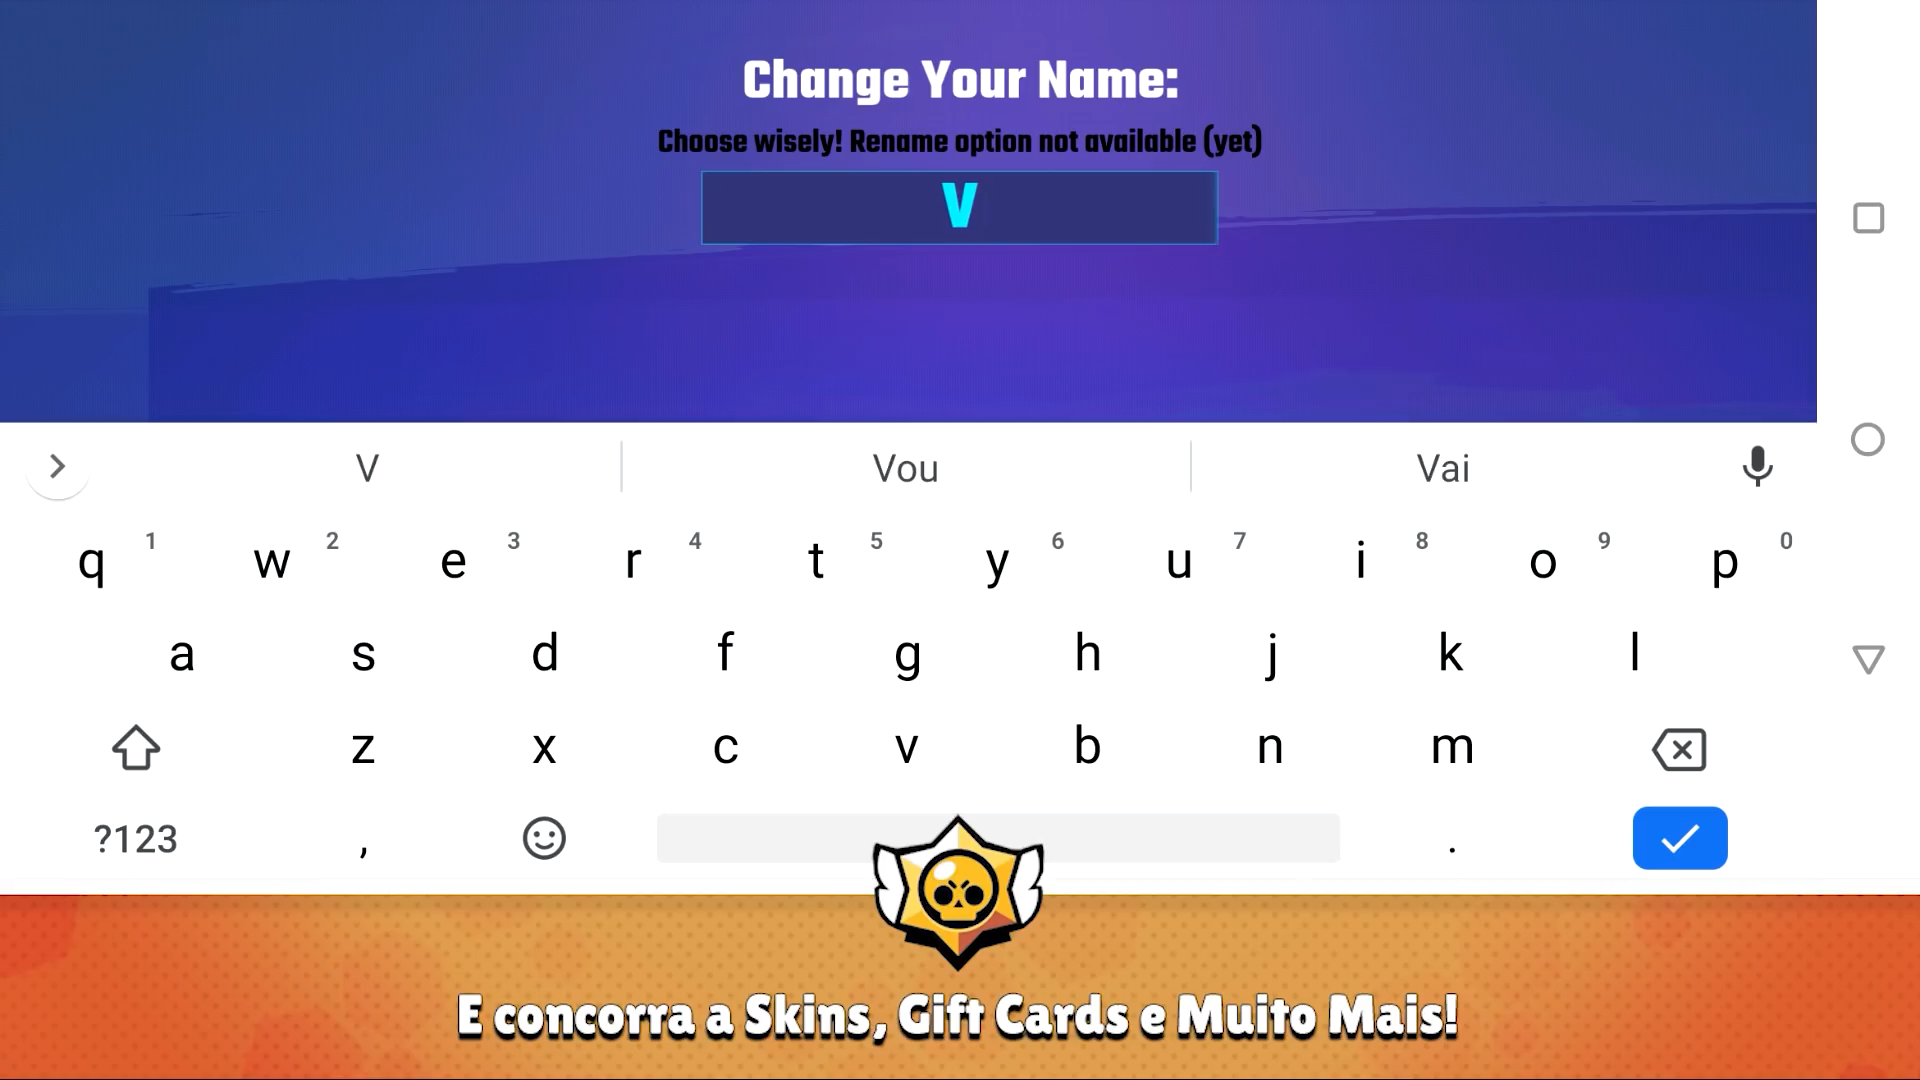 Change Your Name:
Choose wisely! Rename option not available (yet)
V
V Vou Vai
q 1 w 2 e 3 r 4 t 5 y 6 u 7 i 8 o 9 p 0
a s d f g h j k l
z x c v b n m
?123 , .
E concorra a Skins, Gift Cards e Muito Mais!